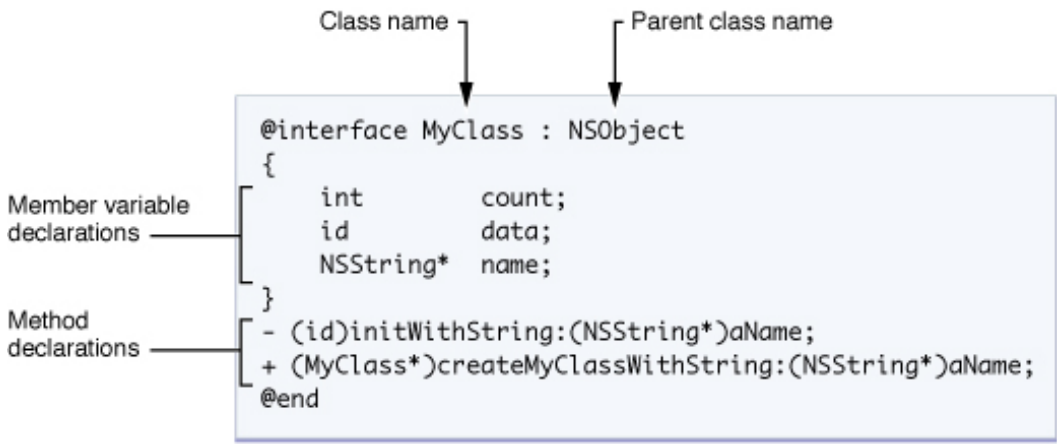 Class name
Parent class name
@interface MyClass : NSObject
{
int count;
id data;
NSString* name;
}
- (id)initWithString:(NSString*)aName;
+ (MyClass*)createMyClassWithString:(NSString*)aName;
@end
Member variable
declarations
Method
declarations